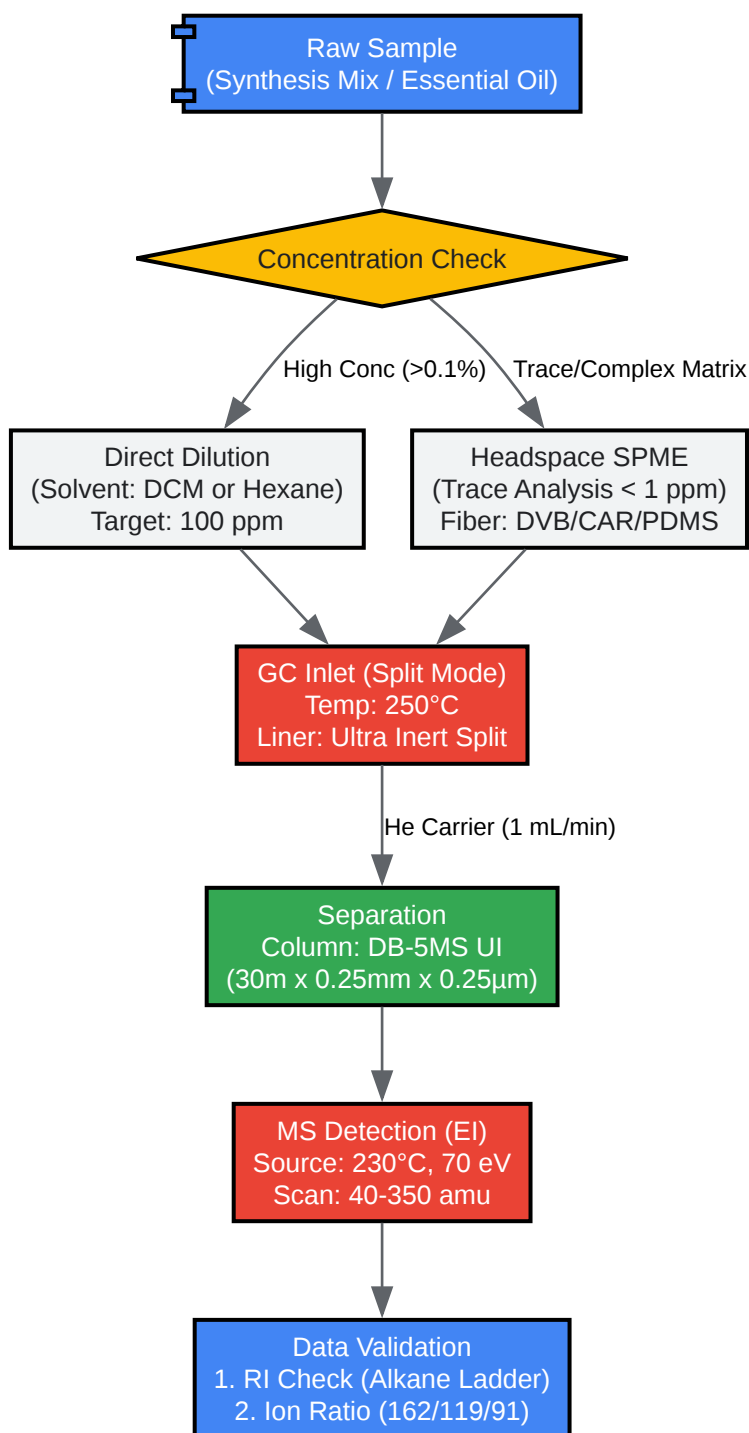 Raw Sample
(Synthesis Mix / Essential Oil)
Concentration Check
High Conc (>0.1%)
Trace/Complex Matrix
Direct Dilution
(Solvent: DCM or Hexane)
Target: 100 ppm
Headspace SPME
(Trace Analysis < 1 ppm)
Fiber: DVB/CAR/PDMS
GC Inlet (Split Mode)
Temp: 250°C
Liner: Ultra Inert Split
He Carrier (1 mL/min)
Separation
Column: DB-5MS UI
(30m x 0.25mm x 0.25µm)
MS Detection (EI)
Source: 230°C, 70 eV
Scan: 40-350 amu
Data Validation
1. RI Check (Alkane Ladder)
2. Ion Ratio (162/119/91)